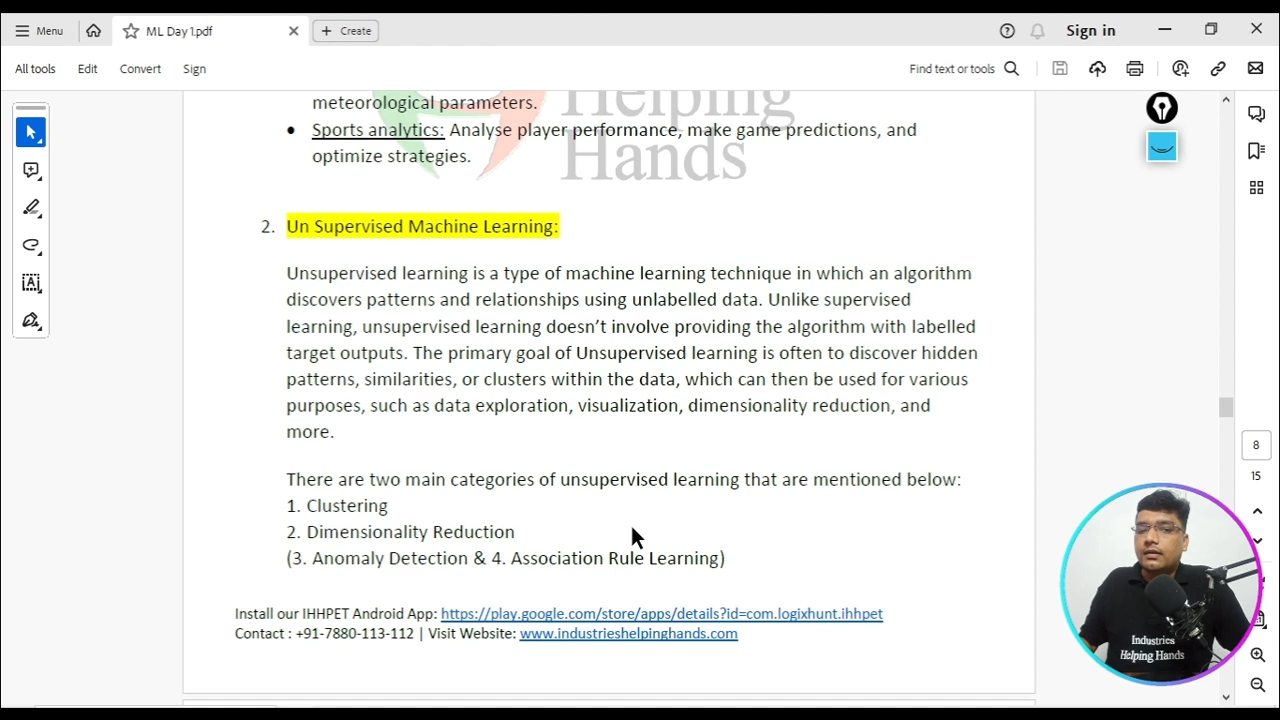 Menu
ML Day 1.pdf
Create
Sign in
All tools
Edit
Convert
Sign
Find text or tools
Helping
Hands
meteorological parameters.
• Sports analytics: Analyse player performance, make game predictions, and
optimize strategies.
2. Un Supervised Machine Learning:
Unsupervised learning is a type of machine learning technique in which an algorithm
discovers patterns and relationships using unlabelled data. Unlike supervised
learning, unsupervised learning doesn’t involve providing the algorithm with labelled
target outputs. The primary goal of Unsupervised learning is often to discover hidden
patterns, similarities, or clusters within the data, which can then be used for various
purposes, such as data exploration, visualization, dimensionality reduction, and
more.
There are two main categories of unsupervised learning that are mentioned below:
1. Clustering
2. Dimensionality Reduction
(3. Anomaly Detection & 4. Association Rule Learning)
Install our IHHPET Android App: https://play.google.com/store/apps/details?id=com.logixhunt.ihhpet
Contact : +91-7880-113-112 | Visit Website: www.industrieshelpinghands.com
8
15
Industries
Helping Hands